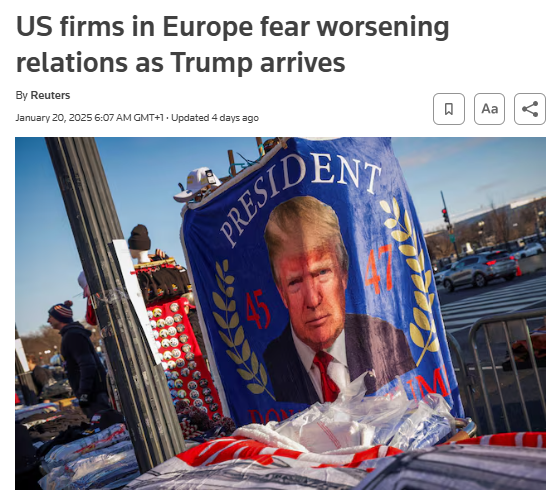 US firms in Europe fear worsening
relations as Trump arrives
By Reuters
January 20, 2025 6:07 AM GMT+1 · Updated 4 days ago
Aa
PRESIDENT
45
47